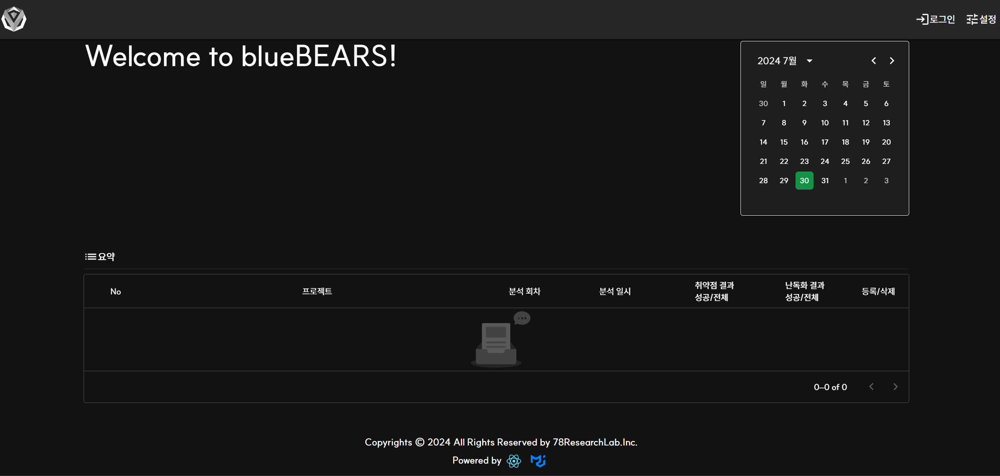 로그인 설정
Welcome to blueBEARS!
2024 7월
일 월 화 수 목 금 토
30 1 2 3 4 5 6
7 8 9 10 11 12 13
14 15 16 17 18 19 20
21 22 23 24 25 26 27
28 29 30 31 1 2 3
요약
No 프로젝트 분석 회차 분석 일시 취약점 결과 난독화 결과 등록/삭제
성공/전체 성공/전체
0–0 of 0
Copyrights © 2024 All Rights Reserved by 78ResearchLab.Inc.
Powered by